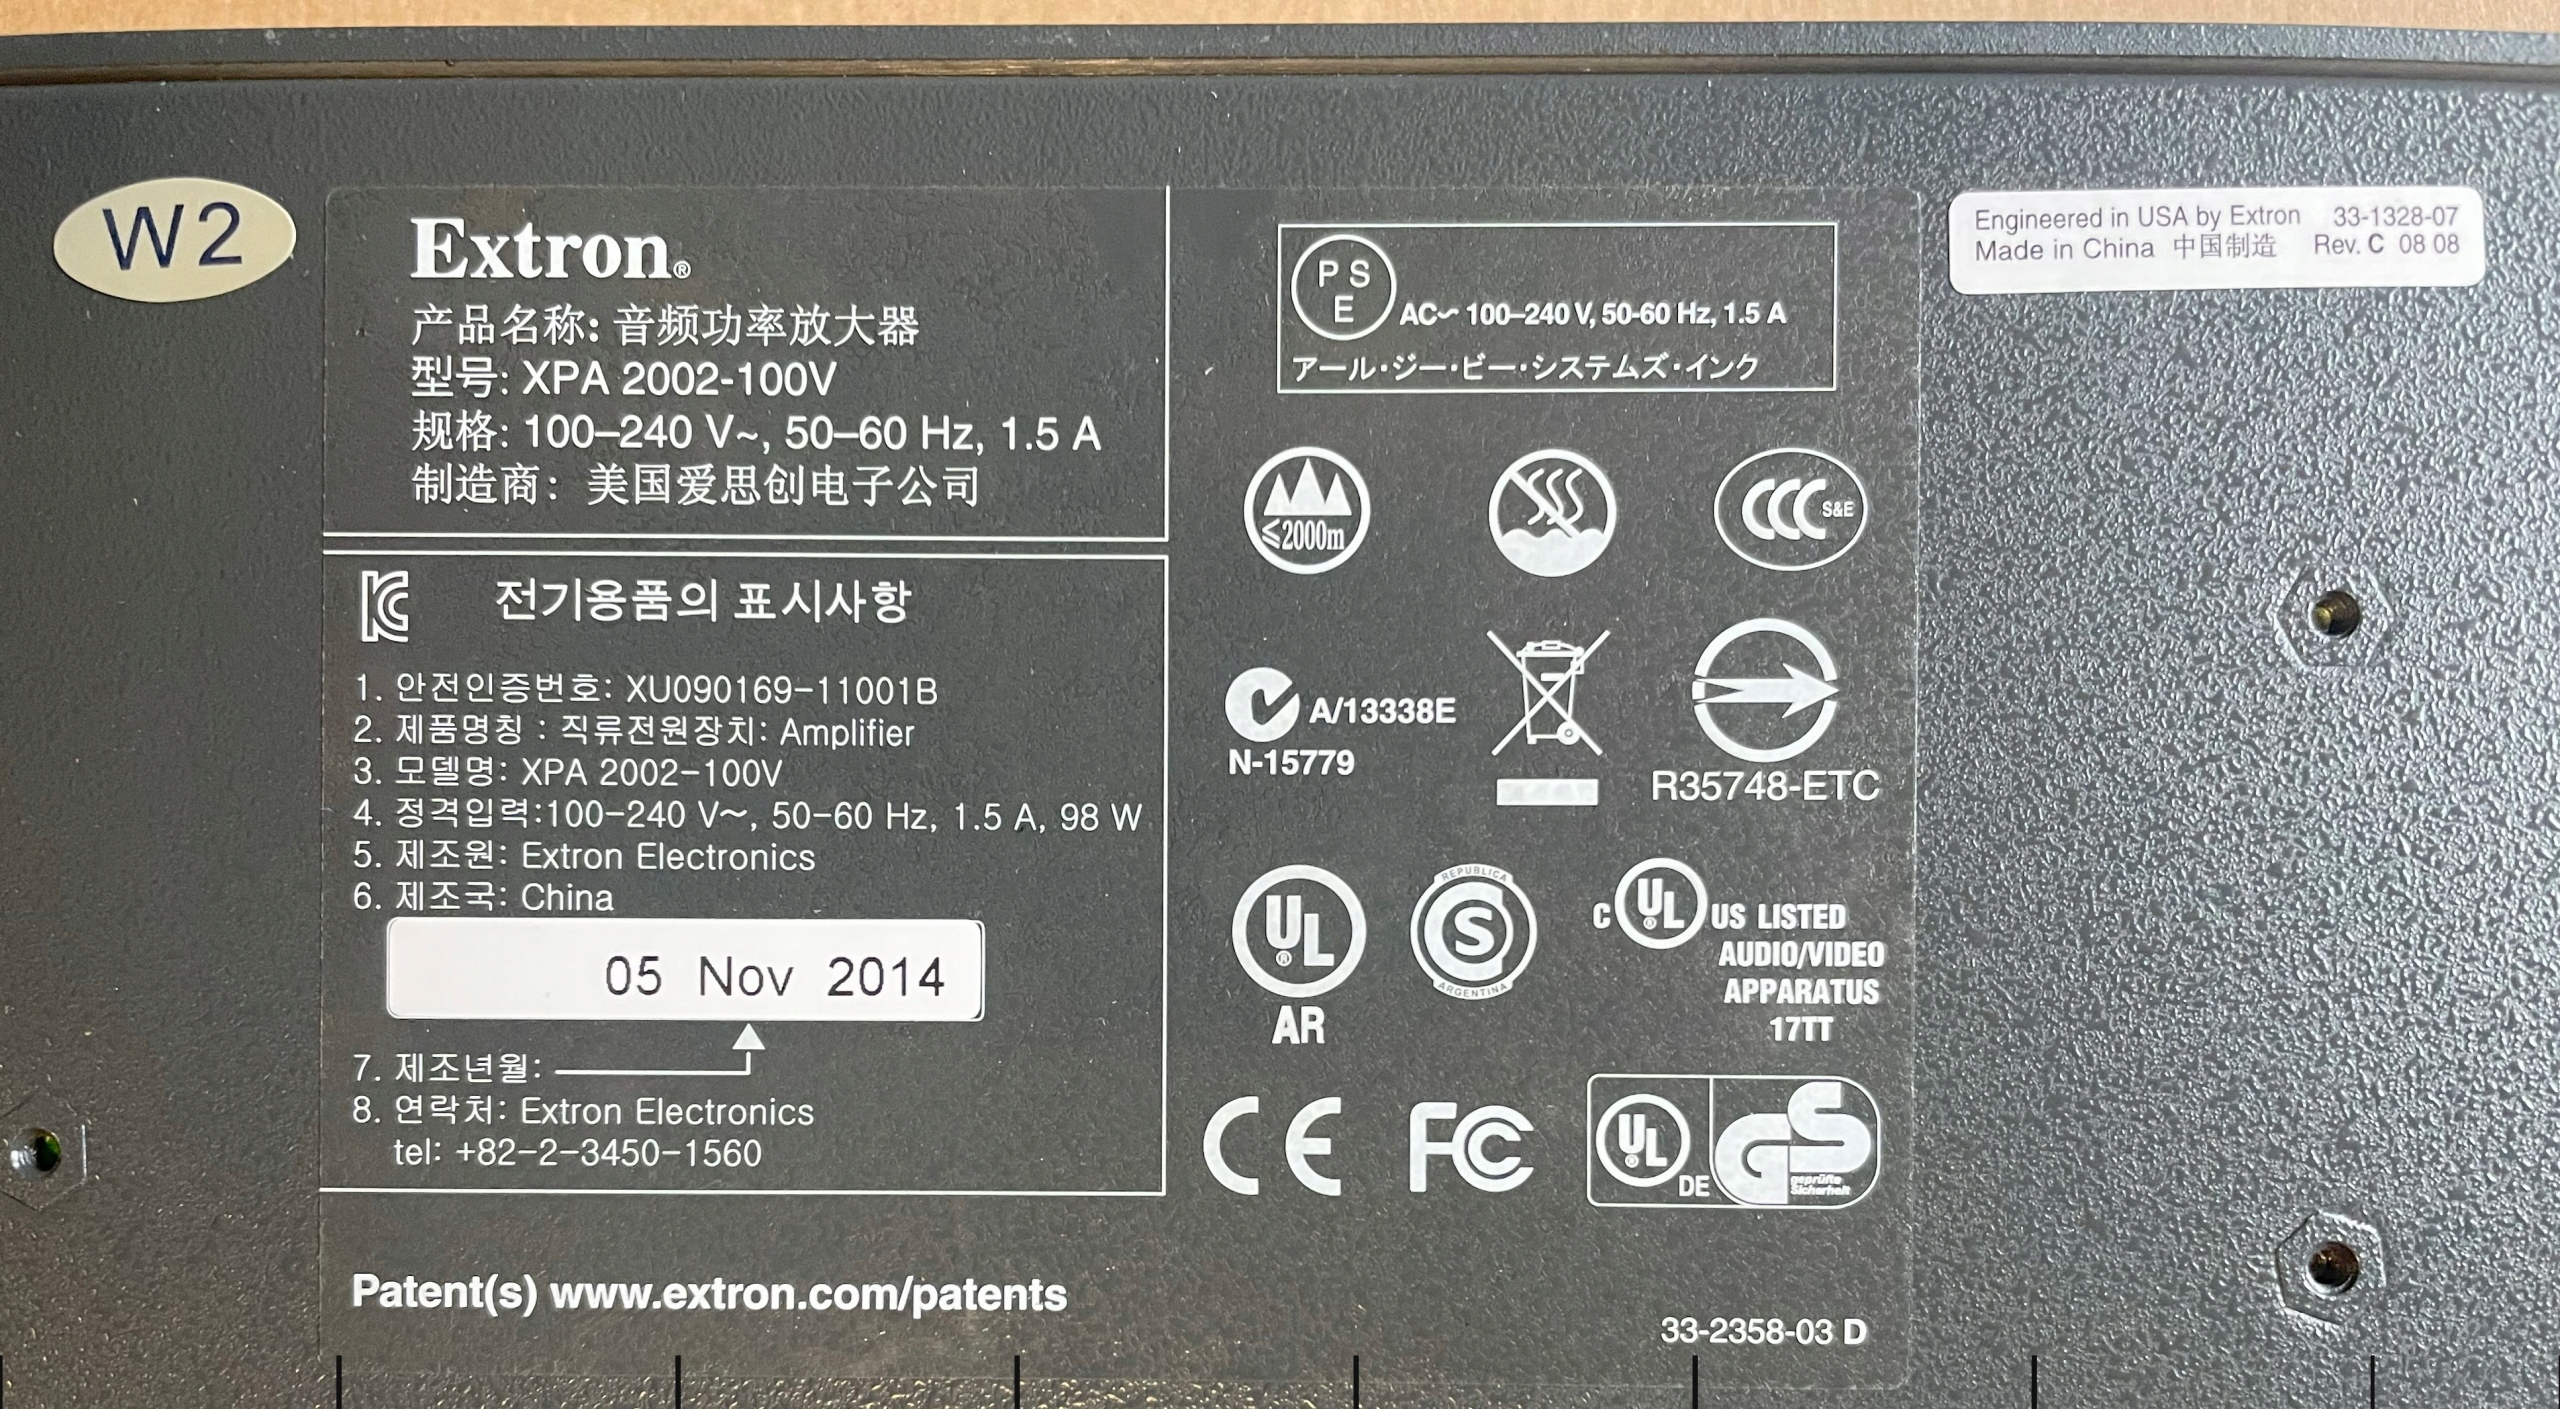 W2
Extron®
产品名称: 音频功率放大器
型号: XPA 2002-100V
规格: 100–240 V~, 50–60 Hz, 1.5 A
制造商: 美国爱思创电子公司
전기용품의 표시사항
1. 안전인증번호: XU090169-11001B
2. 제품명칭 : 직류전원장치: Amplifier
3. 모델명: XPA 2002-100V
4. 정격입력:100-240 V~, 50-60 Hz, 1.5 A, 98 W
5. 제조원: Extron Electronics
6. 제조국: China
05 Nov 2014
7. 제조년월:
8. 연락처: Extron Electronics
tel: +82-2-3450-1560
Patent(s) www.extron.com/patents
PS
E
AC~ 100–240 V, 50-60 Hz, 1.5 A
アール・ジー・ビー・システムズ・インク
≤2000m
CCC S&E
A/13338E
N-15779
R35748-ETC
UL®
AR
REPUBLICA
S
ARGENTINA
C UL® US LISTED
AUDIO/VIDEO
APPARATUS
17TT
CE
FC
UL® DE
GS
geprüfte
Sicherheit
33-2358-03 D
Engineered in USA by Extron 33-1328-07
Made in China 中国制造 Rev. C 08 08